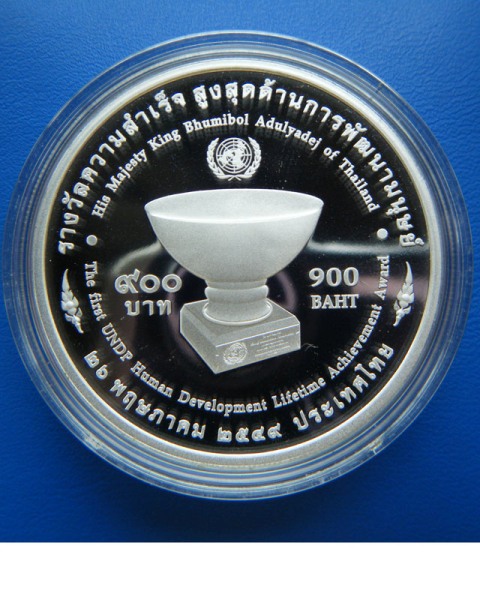 รางวัลความสำเร็จ สูงสุดด้านการพัฒนามนุษย์
His Majesty King Bhumibol Adulyadej of Thailand
๙๐๐
บาท
900
BAHT
The first UNDP Human Development Lifetime Achievement Award
๒๖ พฤษภาคม ๒๕๔๙ ประเทศไทย